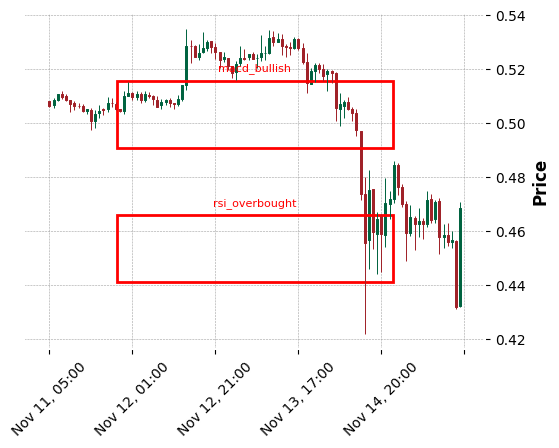 0.54
0.52
macd_bullish
0.50
0.48
rsi_overbought
0.46
0.44
0.42
Price
Nov 11, 05:00
Nov 12, 01:00
Nov 12, 21:00
Nov 13, 17:00
Nov 14, 20:00